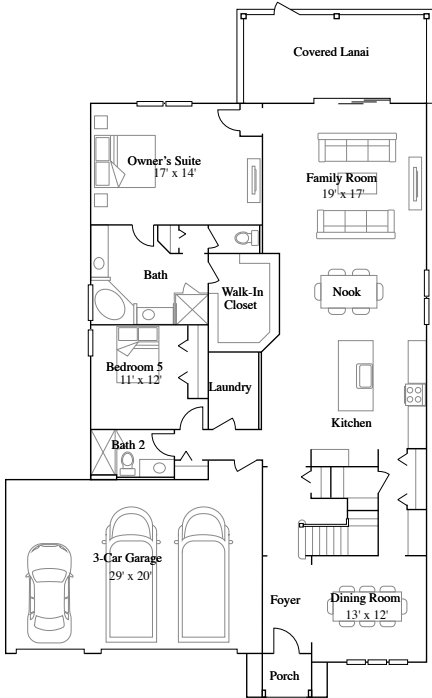 Covered Lanai
Owner's Suite
17' x 14'
Family Room
19' x 17'
Bath
Walk-In
Closet
Nook
Bedroom 5
11' x 12'
Laundry
Kitchen
Bath 2
3-Car Garage
29' x 20'
Foyer
Dining Room
13' x 12'
Porch